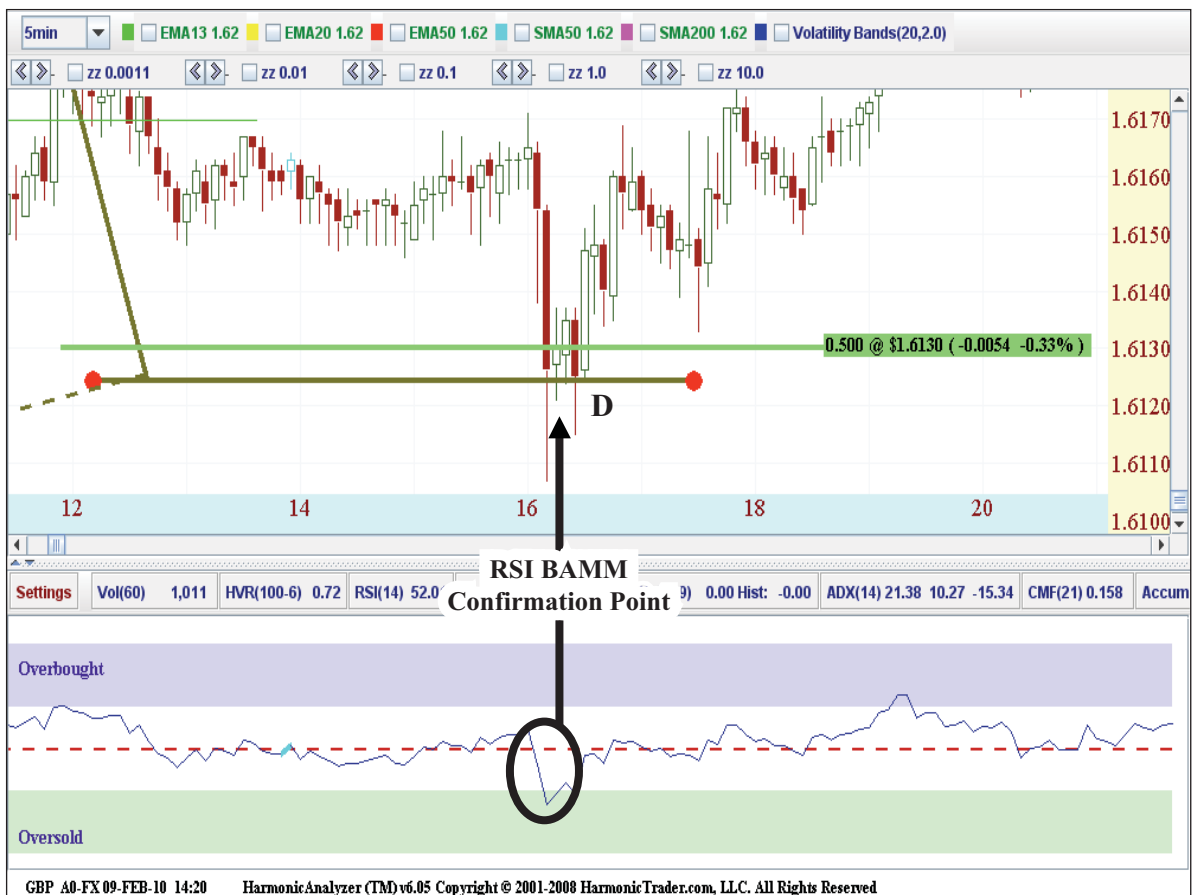 5min EMA13 1.62 EMA20 1.62 EMA50 1.62 SMA50 1.62 SMA200 1.62 Volatility Bands(20,2.0)
zz 0.0011 zz 0.01 zz 0.1 zz 1.0 zz 10.0
1.6170
1.6160
1.6150
1.6140
0.500 @ $1.6130 ( -0.0054 -0.33% )
1.6130
D
1.6120
1.6110
12 14 16 18 20
1.6100
RSI BAMM
Confirmation Point
Settings Vol(60) 1,011 HVR(100-6) 0.72 RSI(14) 52.0 9) 0.00 Hist: -0.00 ADX(14) 21.38 10.27 -15.34 CMF(21) 0.158 Accum
Overbought
Oversold
GBP A0-FX 09-FEB-10 14:20 HarmonicAnalyzer (TM) v6.05 Copyright © 2001-2008 HarmonicTrader.com, LLC. All Rights Reserved